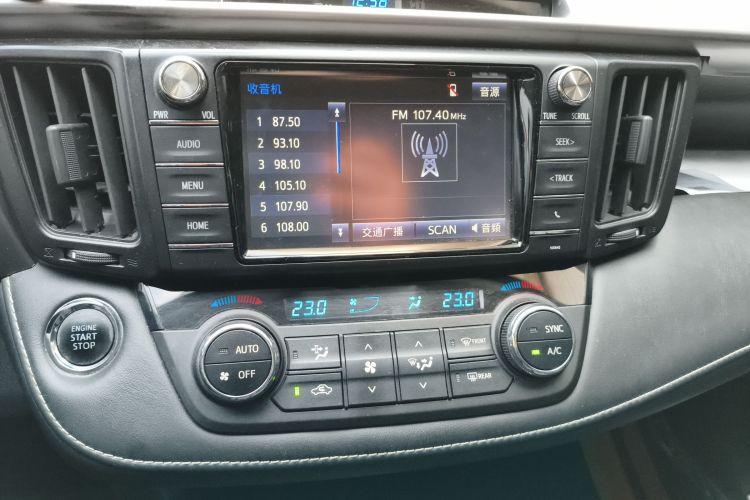 收音机
音源
PWR
VOL
TUNE
SCROLL
1 87.50
2 93.10
3 98.10
4 105.10
5 107.90
6 108.00
FM 107.40 MHz
交通广播
SCAN
音频
AUDIO
MENU
HOME
SEEK>
<TRACK
ENGINE
START
STOP
23.0
23.0
AUTO
OFF
FRONT
REAR
SYNC
A/C